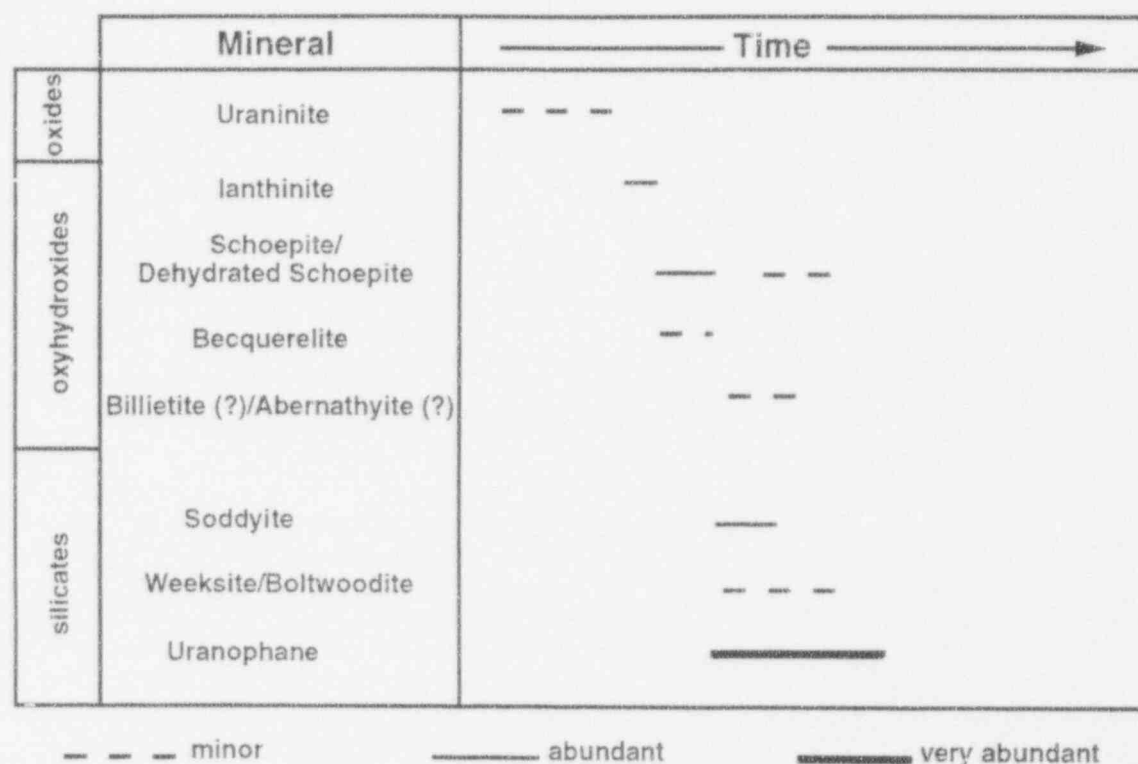 Mineral
Time
oxides
Uraninite
oxyhydroxides
Ianthinite
Schoepite/
Dehydrated Schoepite
Becquerelite
Billietite (?)/Abernathyite (?)
silicates
Soddyite
Weeksite/Boltwoodite
Uranophane
minor
abundant
very abundant